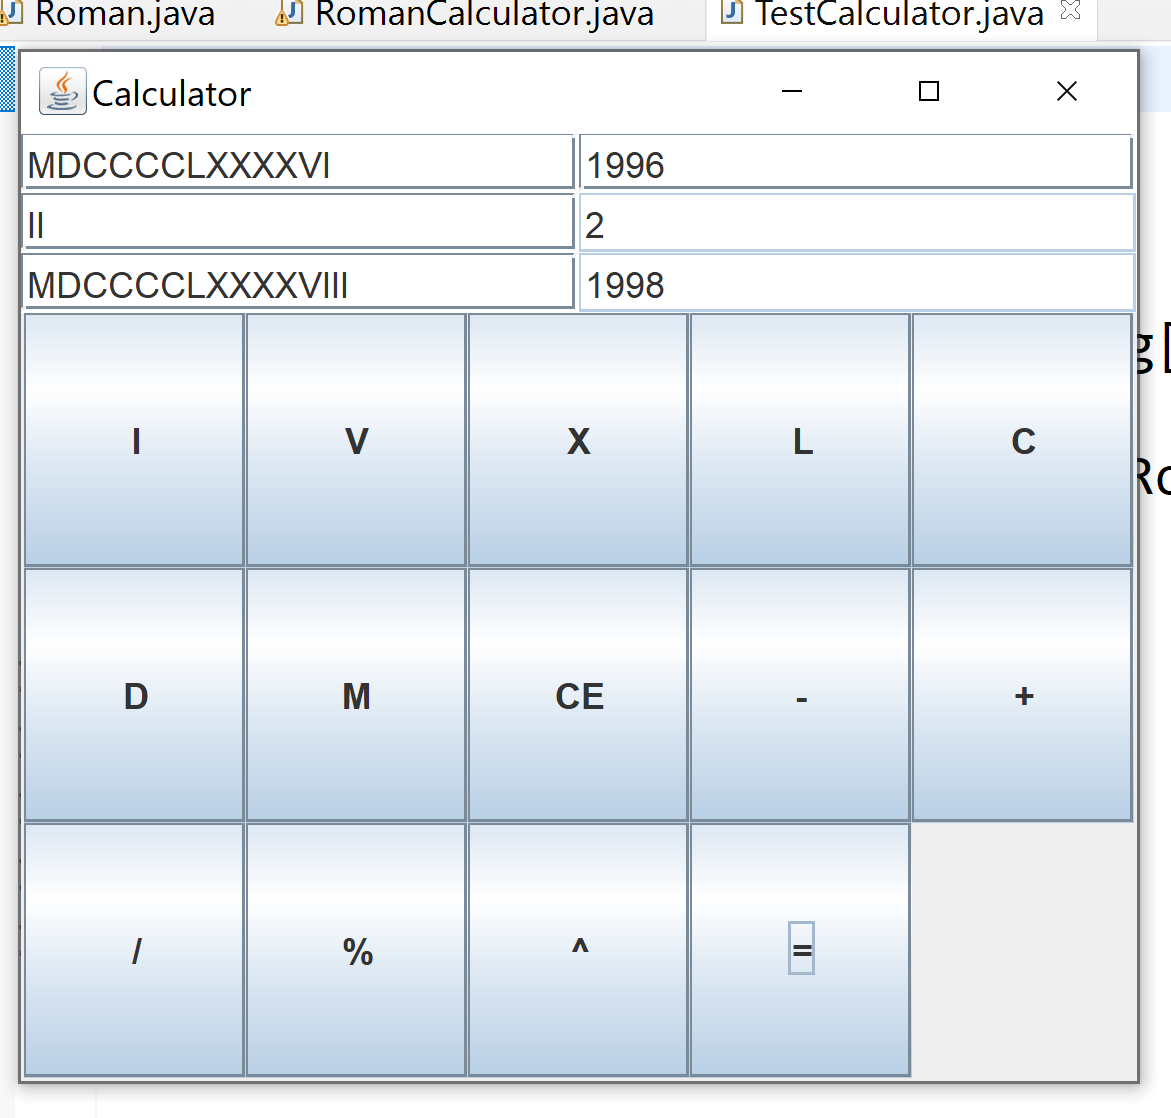 Roman.java RomanCalculator.java TestCalculator.java
Calculator
MDCCCCLXXXXVI 1996
II 2
MDCCCCLXXXXVIII 1998
g[
I V X L C
Ro
D M CE - +
/ % ^ =